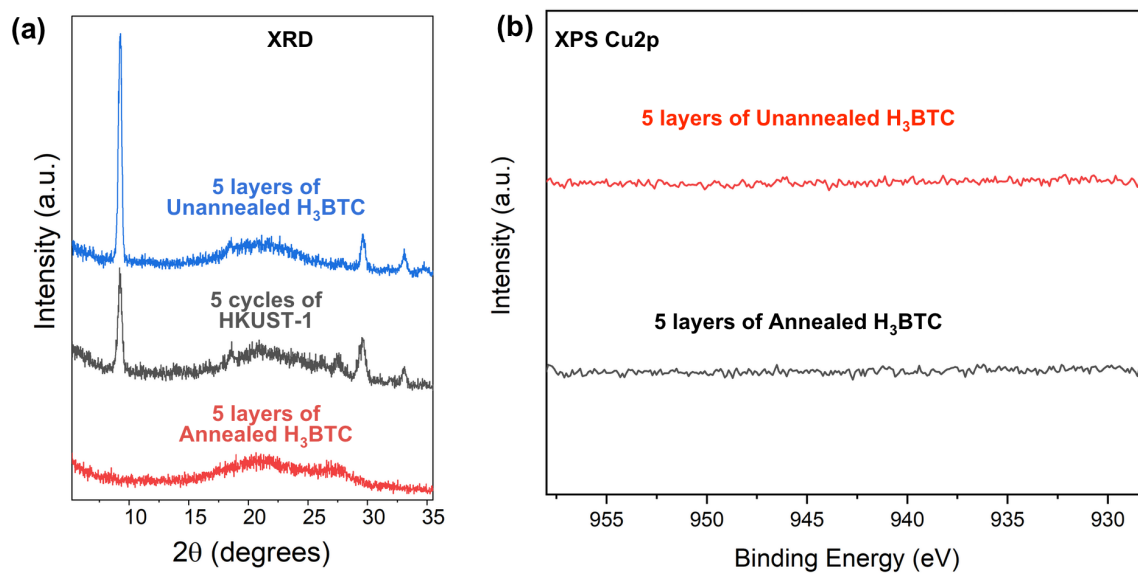 (a)
XRD
Intensity (a.u.)
5 layers of
Unannealed H₃BTC
5 cycles of
HKUST-1
5 layers of
Annealed H₃BTC
10 15 20 25 30 35
2θ (degrees)
(b)
XPS Cu2p
Intensity (a.u.)
5 layers of Unannealed H₃BTC
5 layers of Annealed H₃BTC
955 950 945 940 935 930
Binding Energy (eV)